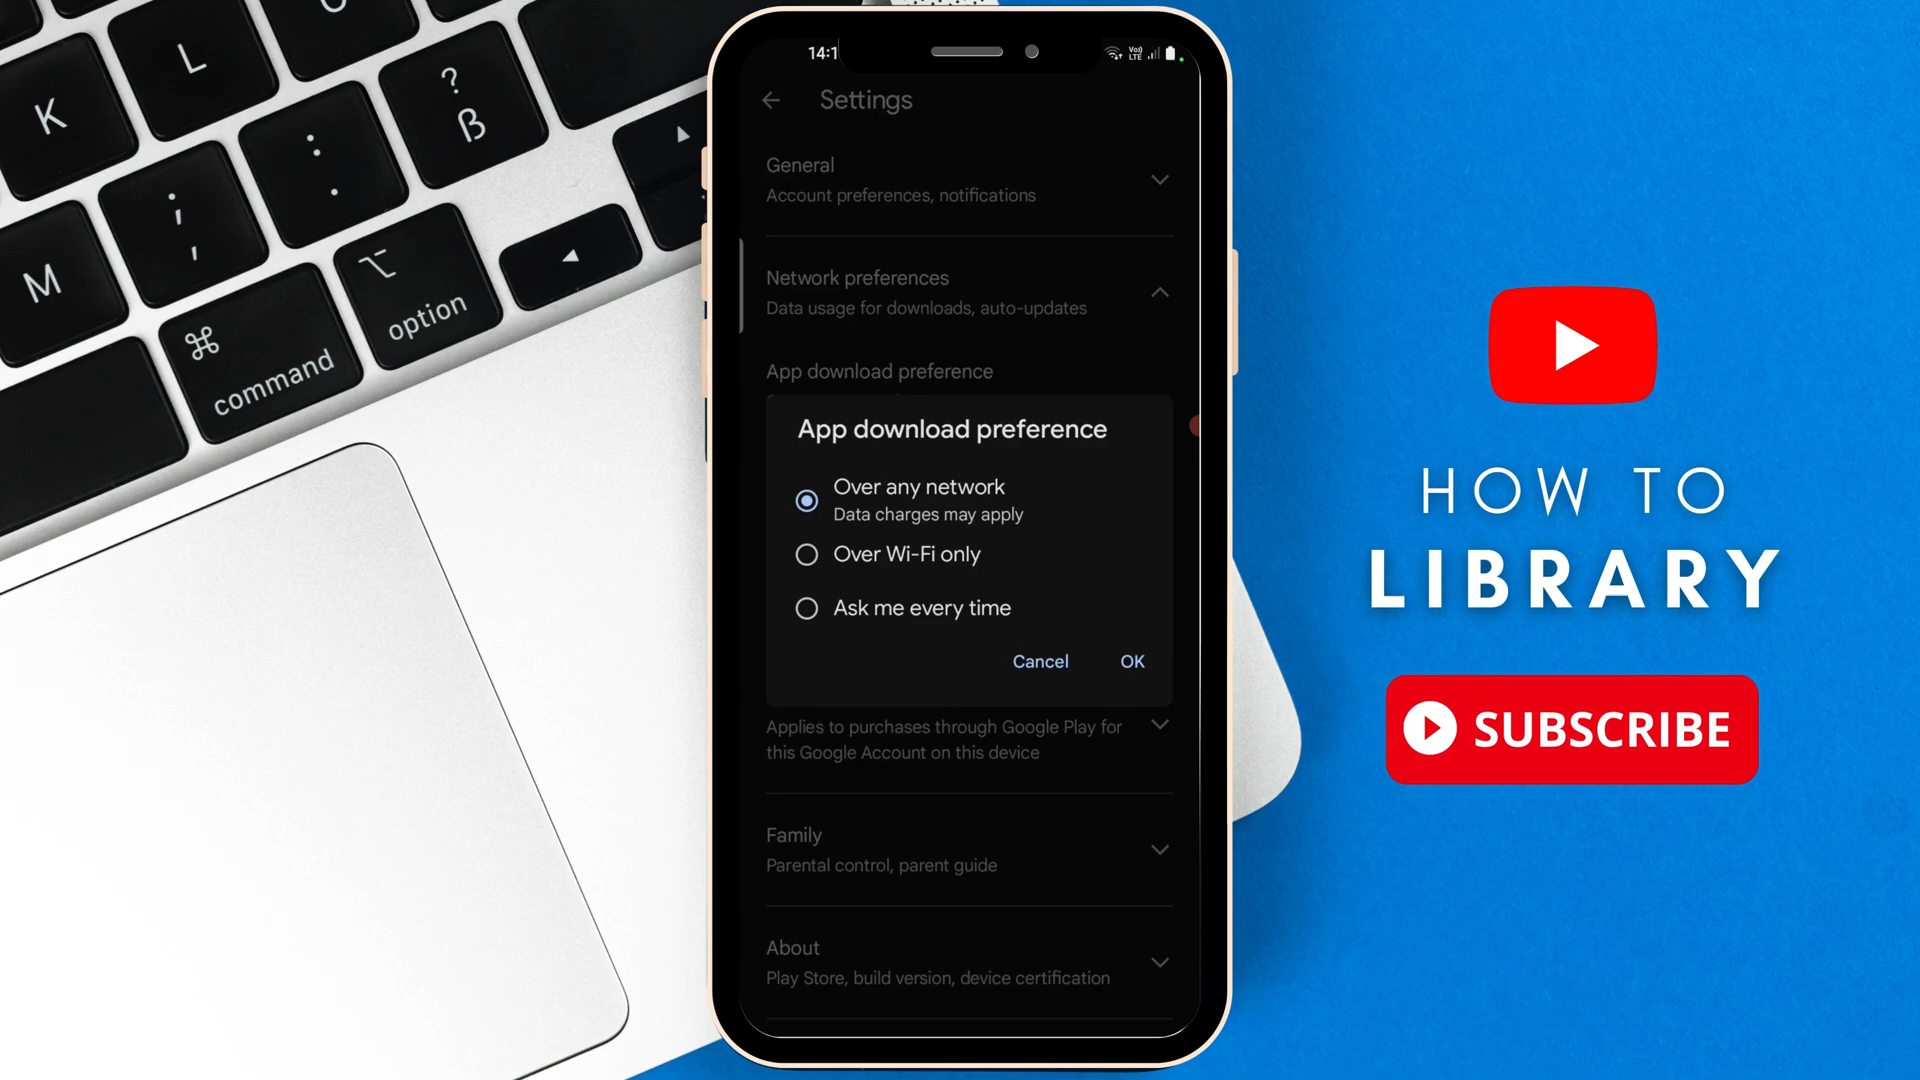 L
K
?
ß
:
.
;
,
M
⌥
option
⌘
command
14:1
Vo))
LTE
Settings
General
Account preferences, notifications
Network preferences
Data usage for downloads, auto-updates
App download preference
App download preference
Over any network
Data charges may apply
Over Wi-Fi only
Ask me every time
Cancel OK
Applies to purchases through Google Play for
this Google Account on this device
Family
Parental control, parent guide
About
Play Store, build version, device certification
HOW TO
LIBRARY
SUBSCRIBE